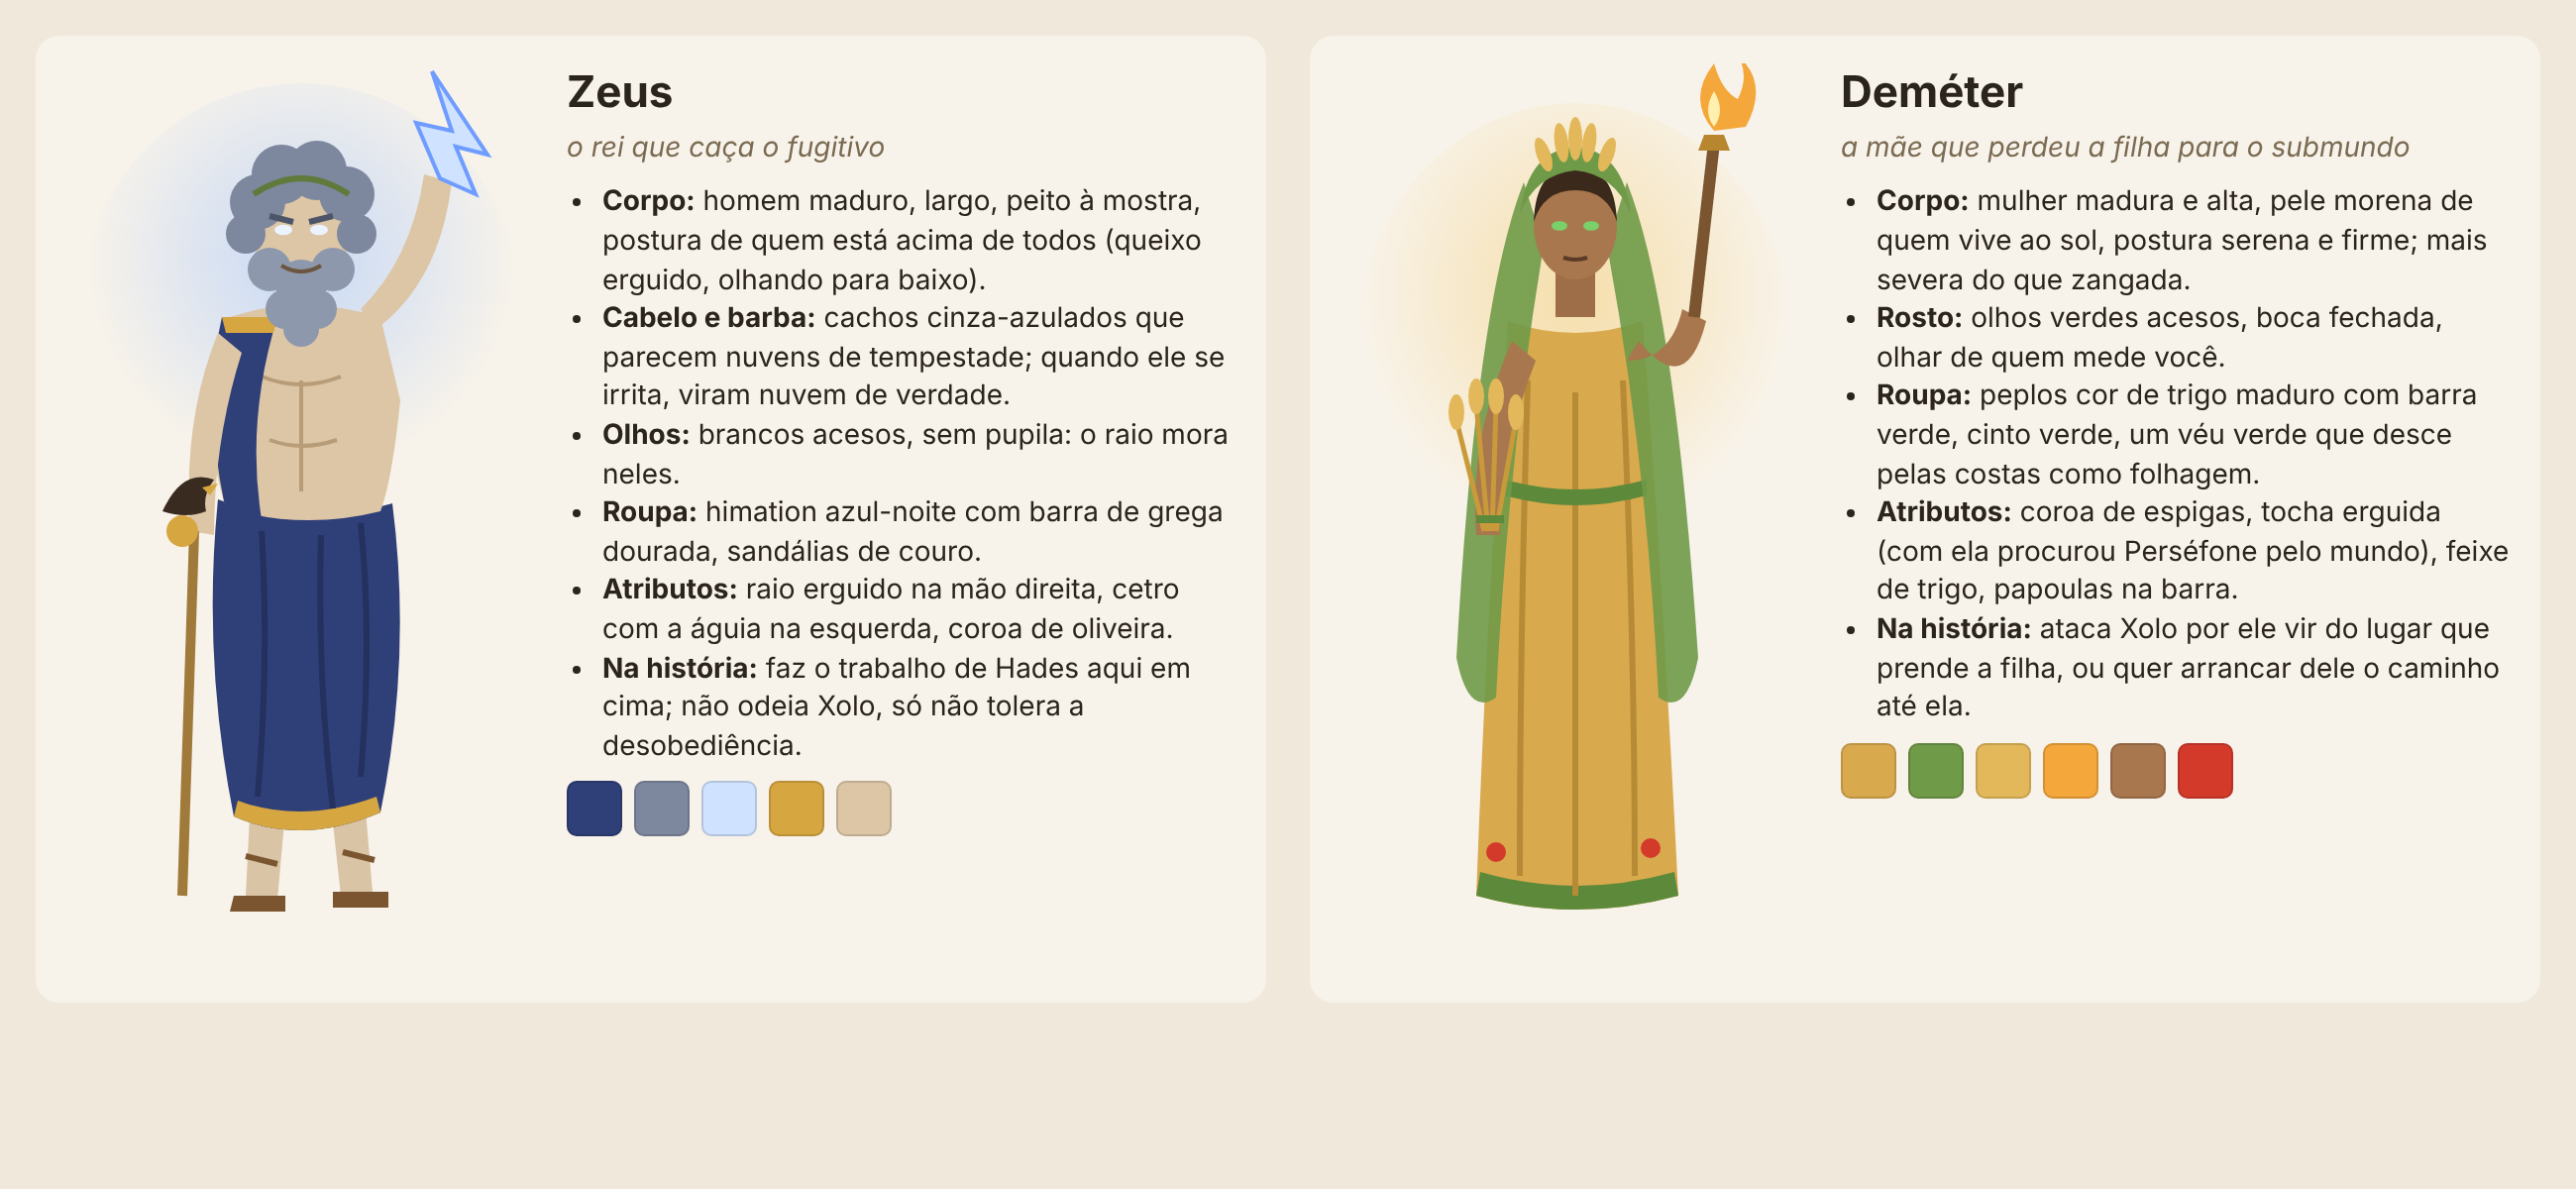 Zeus
o rei que caça o fugitivo
• Corpo: homem maduro, largo, peito à mostra,
postura de quem está acima de todos (queixo
erguido, olhando para baixo).
• Cabelo e barba: cachos cinza-azulados que
parecem nuvens de tempestade; quando ele se
irrita, viram nuvem de verdade.
• Olhos: brancos acesos, sem pupila: o raio mora
neles.
• Roupa: himation azul-noite com barra de grega
dourada, sandálias de couro.
• Atributos: raio erguido na mão direita, cetro
com a águia na esquerda, coroa de oliveira.
• Na história: faz o trabalho de Hades aqui em
cima; não odeia Xolo, só não tolera a
desobediência.
Deméter
a mãe que perdeu a filha para o submundo
• Corpo: mulher madura e alta, pele morena de
quem vive ao sol, postura serena e firme; mais
severa do que zangada.
• Rosto: olhos verdes acesos, boca fechada,
olhar de quem mede você.
• Roupa: peplos cor de trigo maduro com barra
verde, cinto verde, um véu verde que desce
pelas costas como folhagem.
• Atributos: coroa de espigas, tocha erguida
(com ela procurou Perséfone pelo mundo), feixe
de trigo, papoulas na barra.
• Na história: ataca Xolo por ele vir do lugar que
prende a filha, ou quer arrancar dele o caminho
até ela.